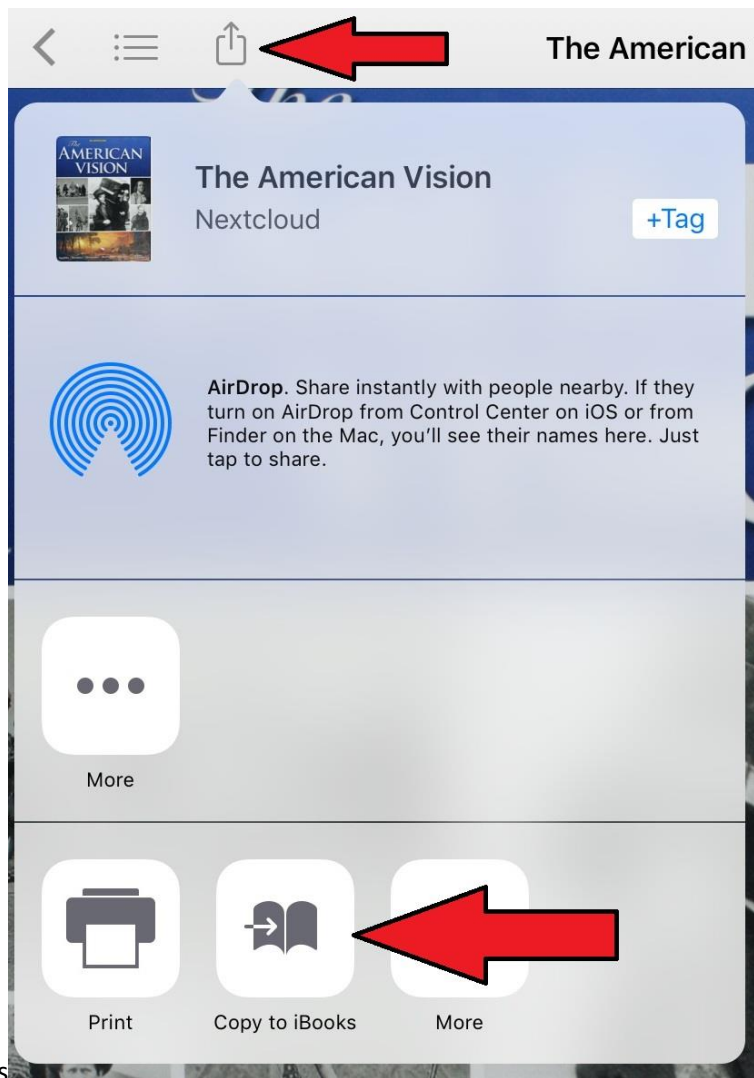 The American
The
The
AMERICAN
VISION
The American Vision
Nextcloud
+Tag
AirDrop. Share instantly with people nearby. If they
turn on AirDrop from Control Center on iOS or from
Finder on the Mac, you’ll see their names here. Just
tap to share.
More
Print
Copy to iBooks
More
s